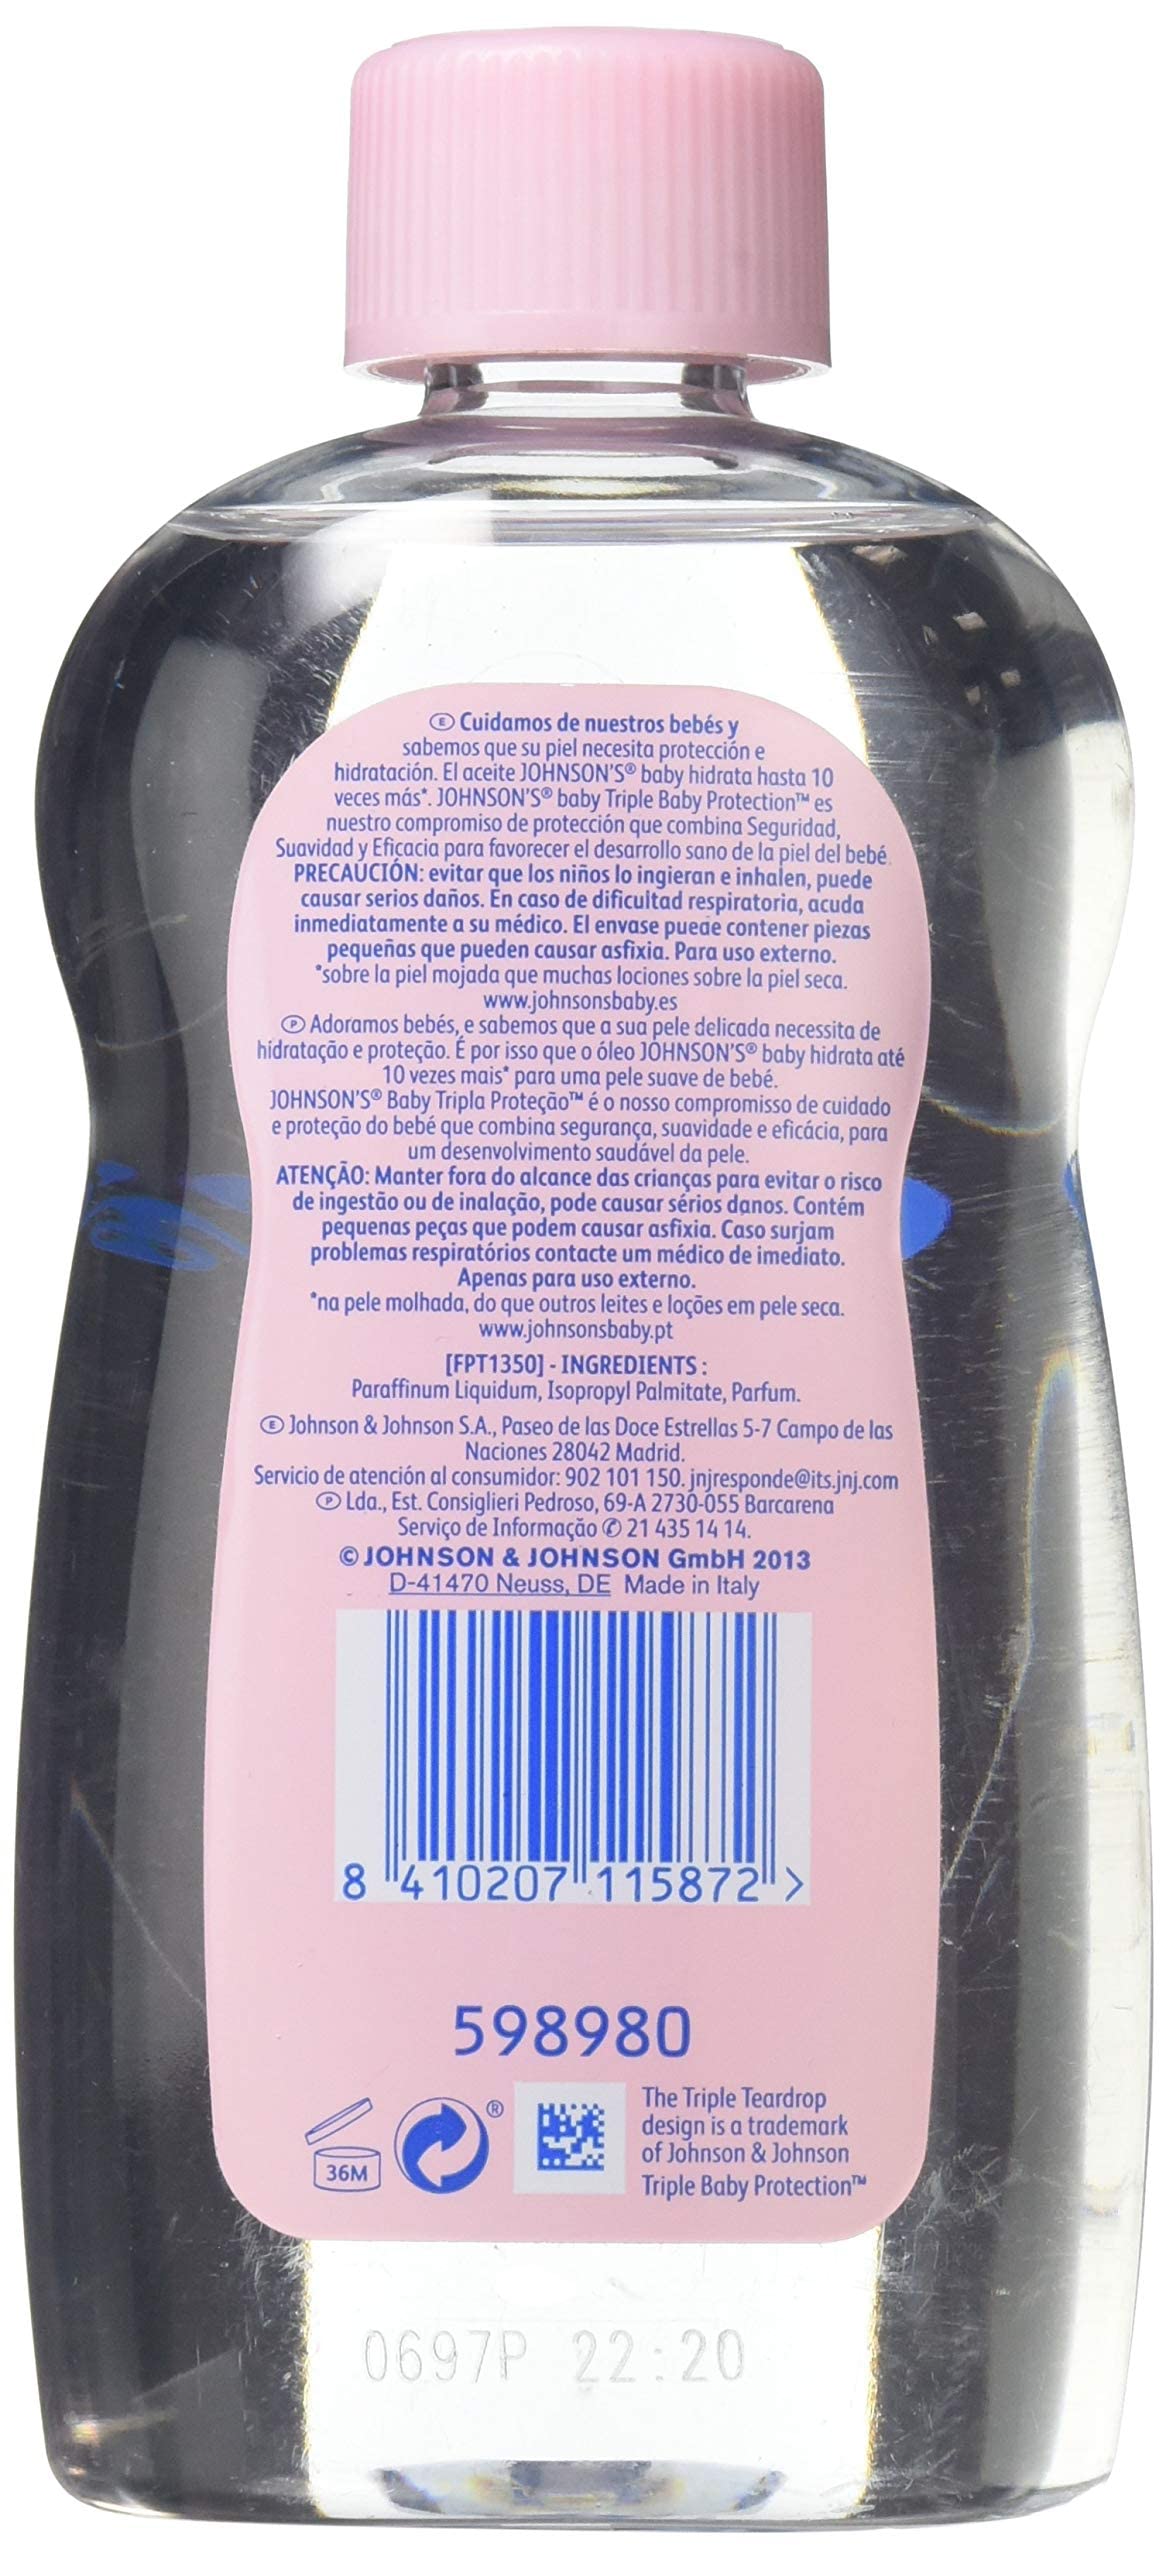 Ⓔ Cuidamos de nuestros bebés y
sabemos que su piel necesita protección e
hidratación. El aceite JOHNSON'S® baby hidrata hasta 10
veces más*. JOHNSON'S® baby Triple Baby Protection™ es
nuestro compromiso de protección que combina Seguridad,
Suavidad y Eficacia para favorecer el desarrollo sano de la piel del bebé.
PRECAUCIÓN: evitar que los niños lo ingieran e inhalen, puede
causar serios daños. En caso de dificultad respiratoria, acuda
inmediatamente a su médico. El envase puede contener piezas
pequeñas que pueden causar asfixia. Para uso externo.
*sobre la piel mojada que muchas lociones sobre la piel seca.
www.johnsonsbaby.es
Ⓟ Adoramos bebés, e sabemos que a sua pele delicada necessita de
hidratação e proteção. É por isso que o óleo JOHNSON'S® baby hidrata até
10 vezes mais* para uma pele suave de bebé.
JOHNSON'S® Baby Tripla Proteção™ é o nosso compromisso de cuidado
e proteção do bebé que combina segurança, suavidade e eficácia, para
um desenvolvimento saudável da pele.
ATENÇÃO: Manter fora do alcance das crianças para evitar o risco
de ingestão ou de inalação, pode causar sérios danos. Contém
pequenas peças que podem causar asfixia. Caso surjam
problemas respiratórios contacte um médico de imediato.
Apenas para uso externo.
*na pele molhada, do que outros leites e loções em pele seca.
www.johnsonsbaby.pt
[FPT1350] - INGREDIENTS :
Paraffinum Liquidum, Isopropyl Palmitate, Parfum.
Ⓔ Johnson & Johnson S.A., Paseo de las Doce Estrellas 5-7 Campo de las
Naciones 28042 Madrid.
Servicio de atención al consumidor: 902 101 150. jnjresponde@its.jnj.com
Ⓟ Lda., Est. Consiglieri Pedroso, 69-A 2730-055 Barcarena
Serviço de Informação ✆ 21 435 14 14.
© JOHNSON & JOHNSON GmbH 2013
D-41470 Neuss, DE Made in Italy
8 410207 115872 >
598980
36M
®
The Triple Teardrop
design is a trademark
of Johnson & Johnson
Triple Baby Protection™
0697P 22:20